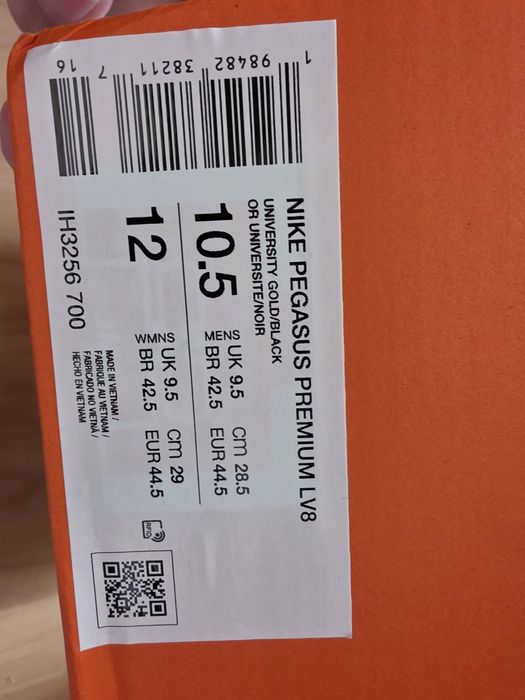 NIKE PEGASUS PREMIUM LV8
UNIVERSITY GOLD/BLACK
OR UNIVERSITE/NOIR
10.5
MENS UK 9.5 cm 28.5
BR 42.5 EUR 44.5
12
WMNS UK 9.5 cm 29
BR 42.5 EUR 44.5
IH3256 700
MADE IN VIETNAM /
FABRIQUE AU VIETNAM /
FABRICADO NO VIETNÃ /
HECHO EN VIETNAM
RFID
1 98482 38211 7 16